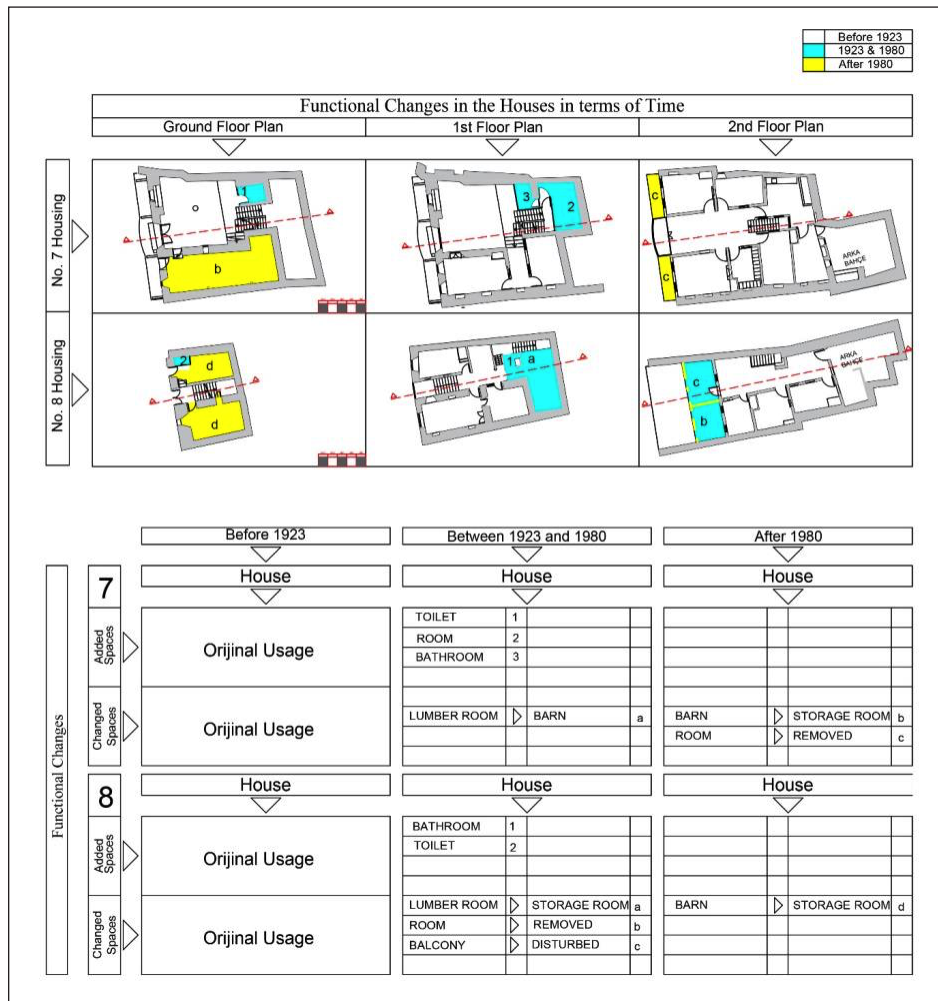 Before 1923
1923 & 1980
After 1980
Functional Changes in the Houses in terms of Time
Ground Floor Plan
1st Floor Plan
2nd Floor Plan
No. 7 Housing
1
b
3
2
c
c
ARKA
BAHÇE
No. 8 Housing
2
d
d
1
a
c
b
ARKA
BAHÇE
Before 1923
Between 1923 and 1980
After 1980
Functional Changes
7
House
House
House
Added
Spaces
Orijinal Usage
TOILET 1
ROOM 2
BATHROOM 3
Changed
Spaces
Orijinal Usage
LUMBER ROOM BARN a
BARN STORAGE ROOM b
ROOM REMOVED c
8
House
House
House
Added
Spaces
Orijinal Usage
BATHROOM 1
TOILET 2
Changed
Spaces
Orijinal Usage
LUMBER ROOM STORAGE ROOM a
ROOM REMOVED b
BALCONY DISTURBED c
BARN STORAGE ROOM d